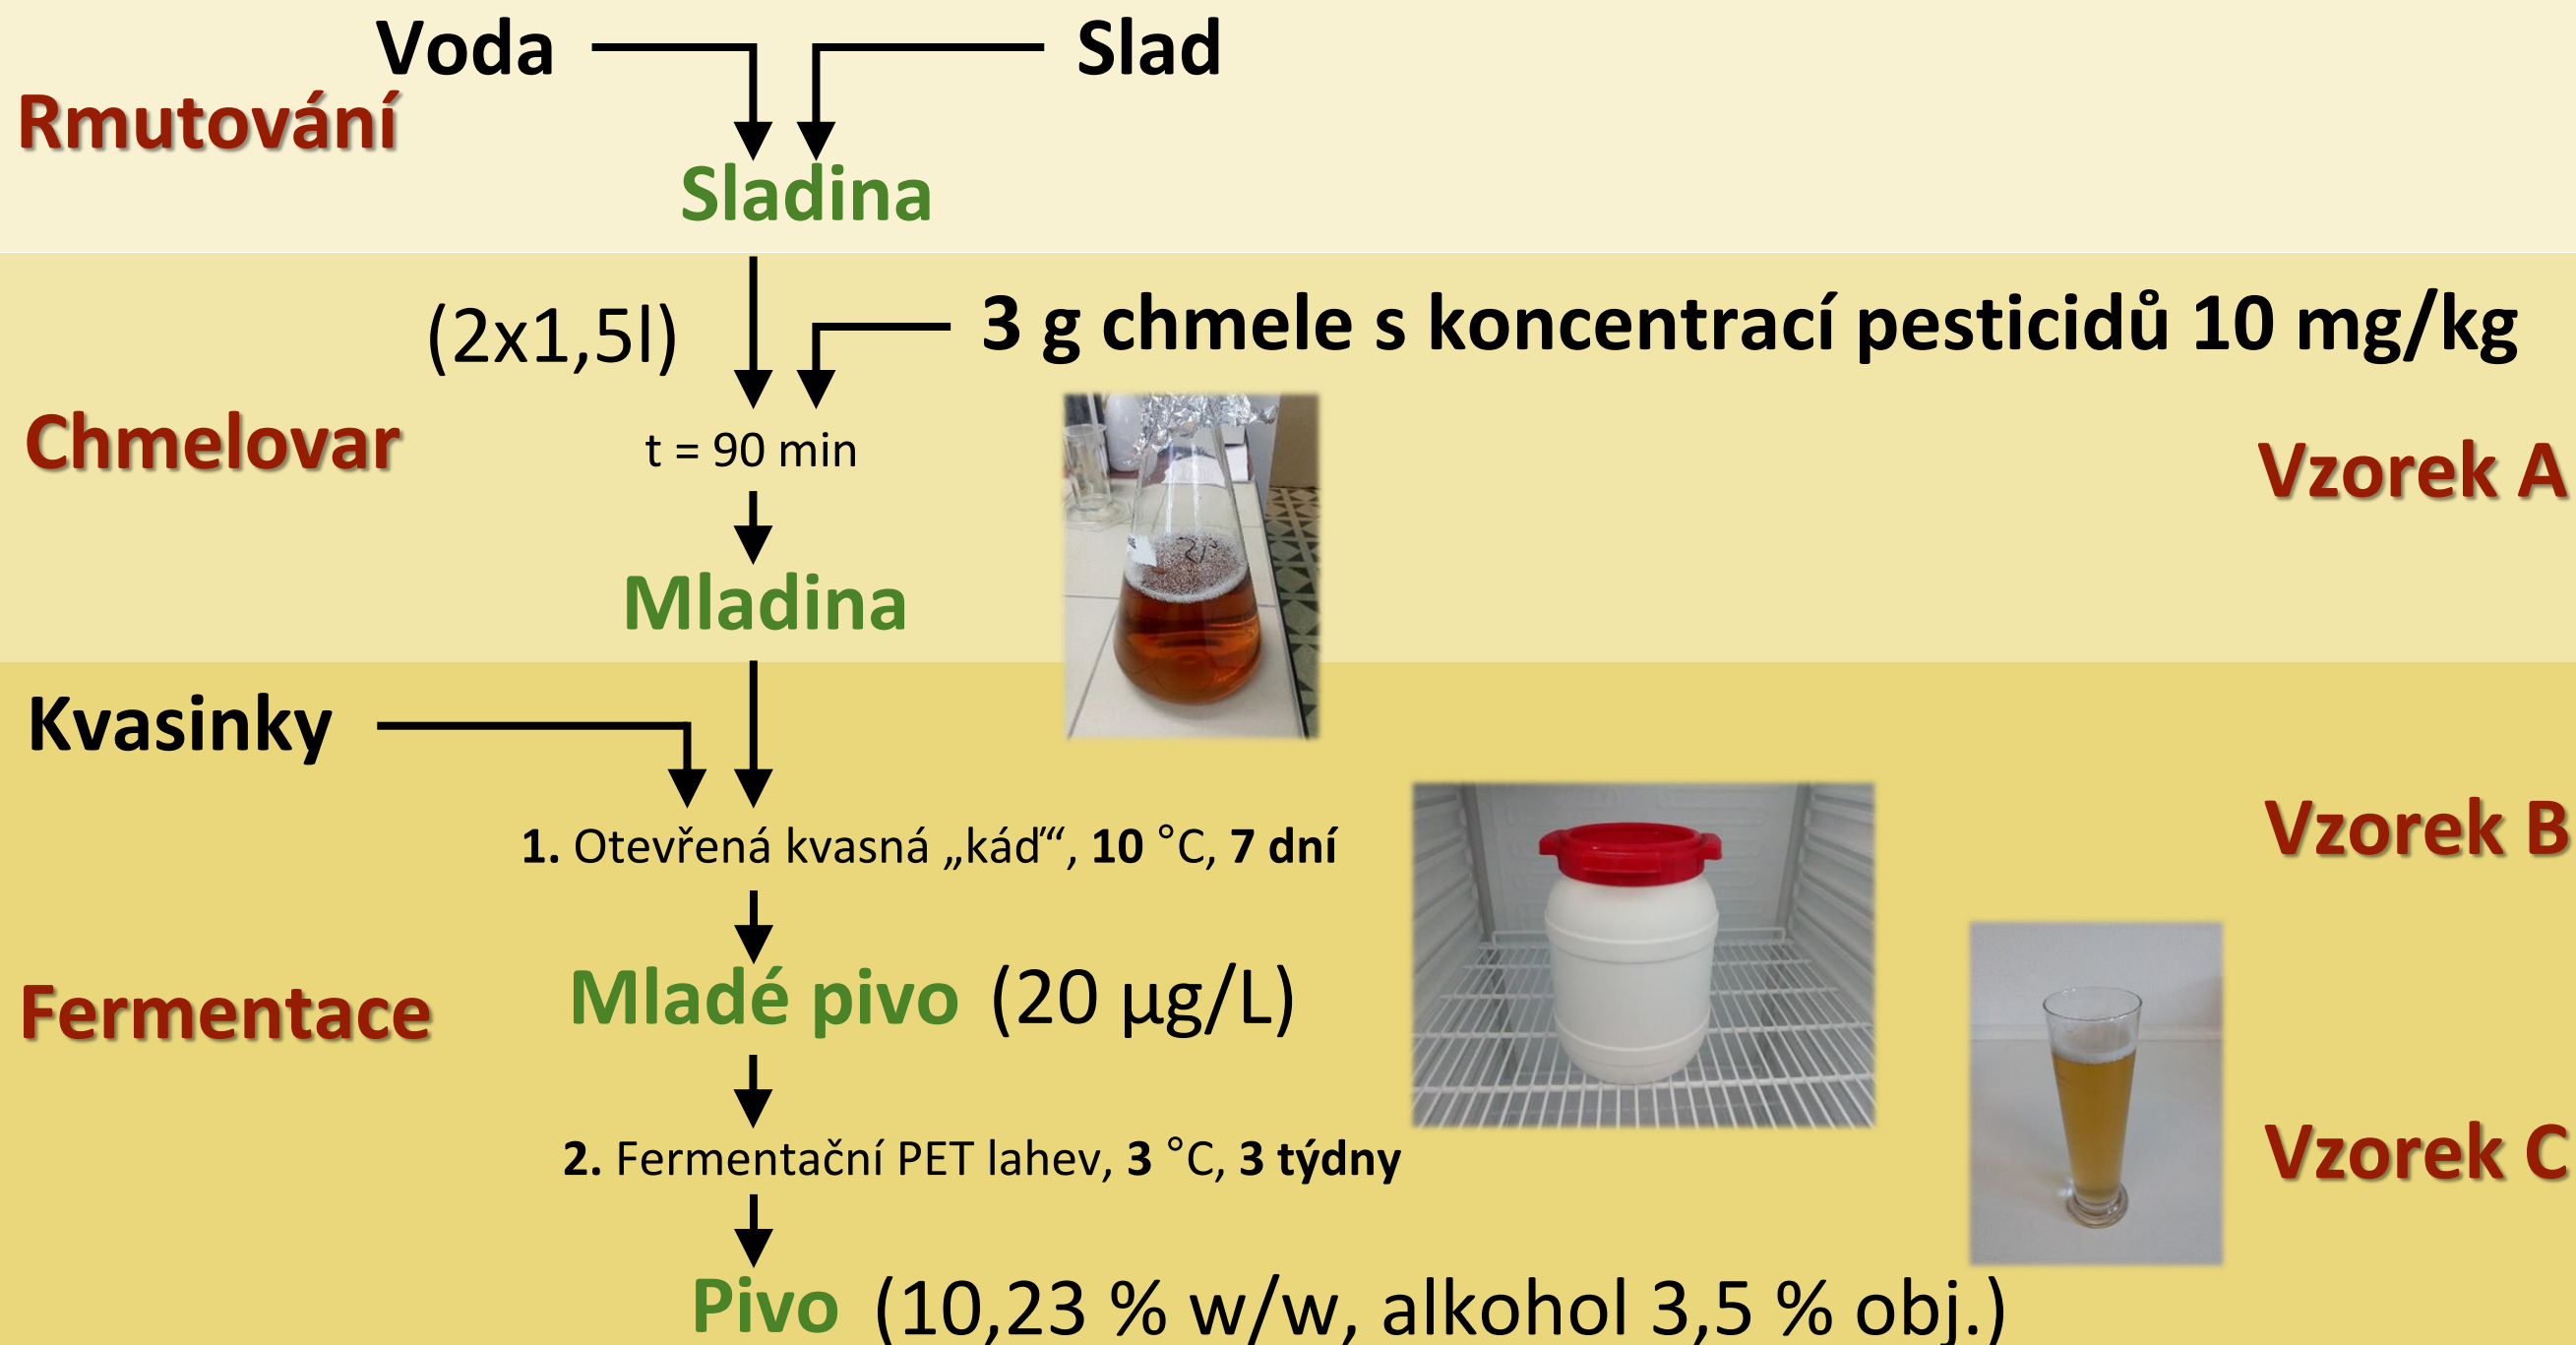 Voda
Slad
Rmutování
Sladina
(2x1,5l)
3 g chmele s koncentrací pesticidů 10 mg/kg
Chmelovar
t = 90 min
Vzorek A
Mladina
Kvasinky
1. Otevřená kvasná „káď“, 10 °C, 7 dní
Vzorek B
Fermentace
Mladé pivo (20 µg/L)
2. Fermentační PET lahev, 3 °C, 3 týdny
Vzorek C
Pivo (10,23 % w/w, alkohol 3,5 % obj.)